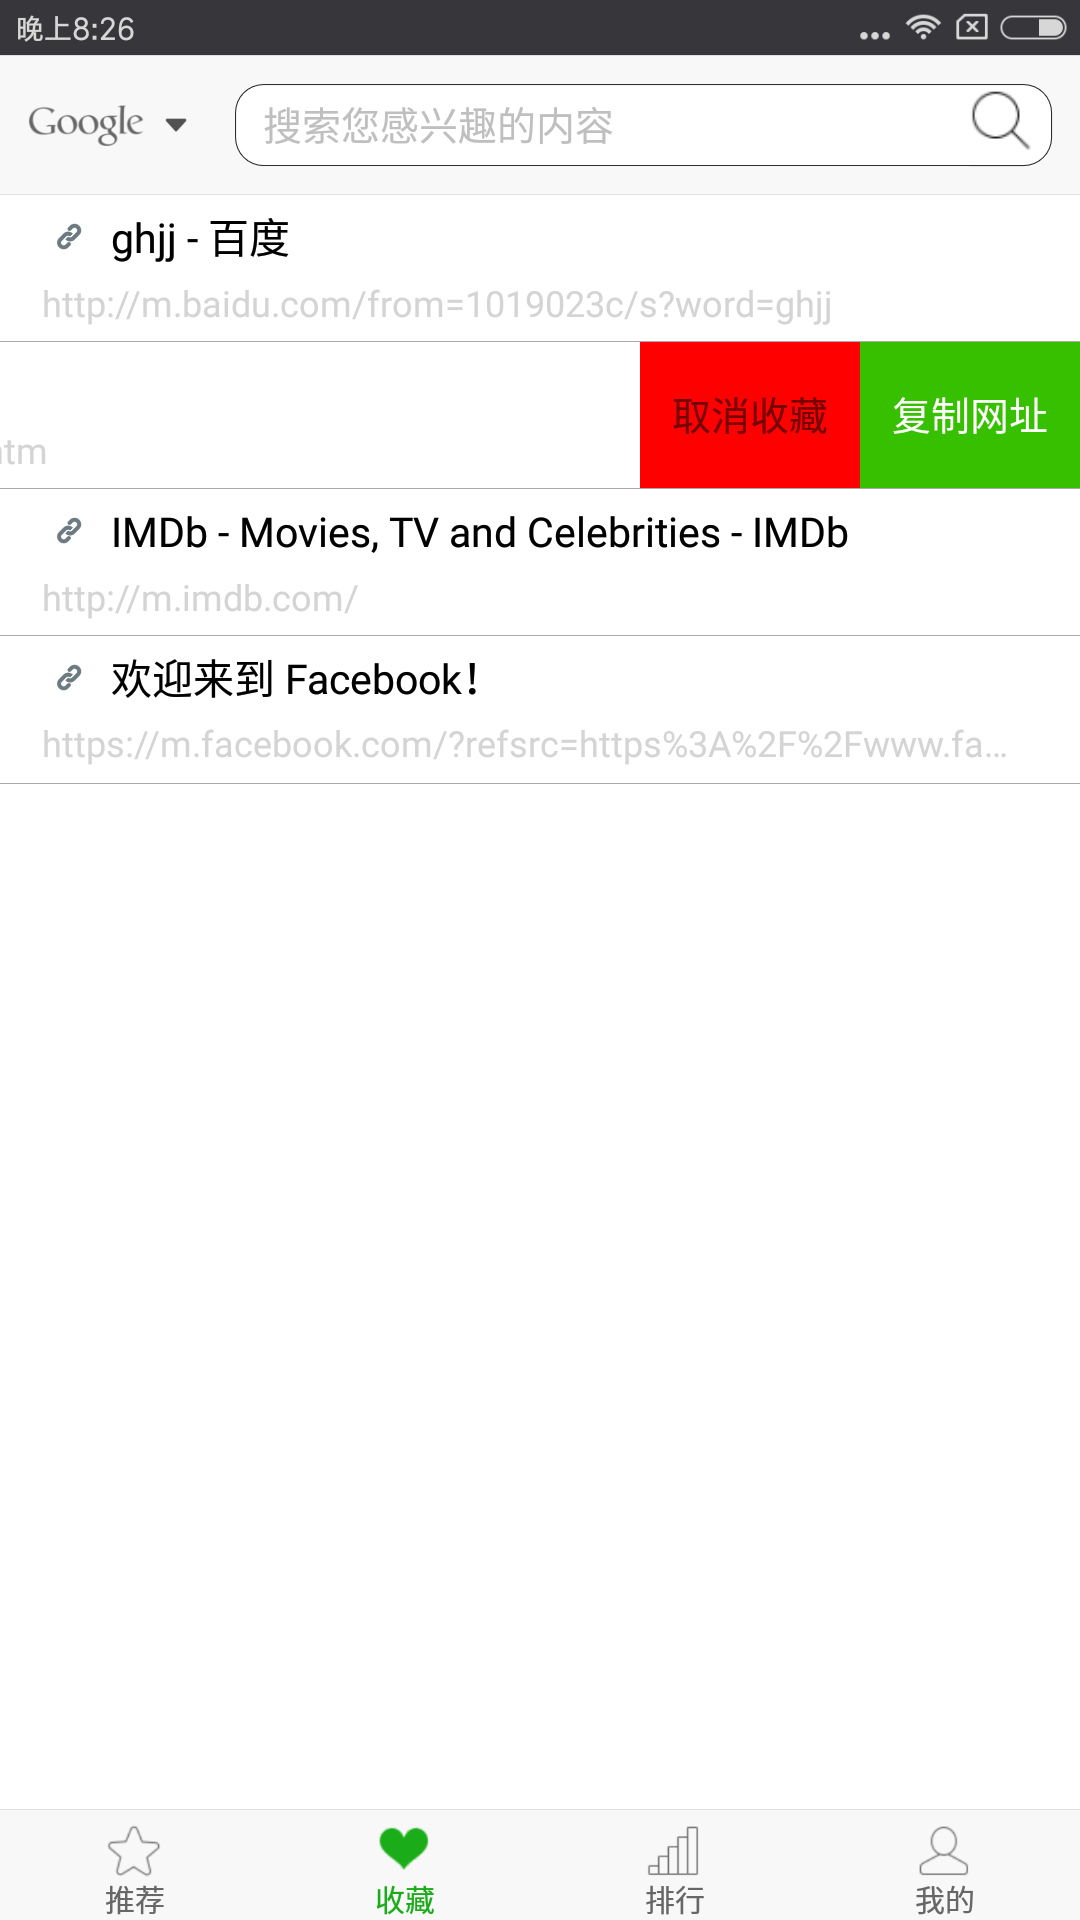 晚上8:26
Google
搜索您感兴趣的内容
ghjj - 百度
http://m.baidu.com/from=1019023c/s?word=ghjj
取消收藏
复制网址
tm
IMDb - Movies, TV and Celebrities - IMDb
http://m.imdb.com/
欢迎来到 Facebook！
https://m.facebook.com/?refsrc=https%3A%2F%2Fwww.fa...
推荐
收藏
排行
我的